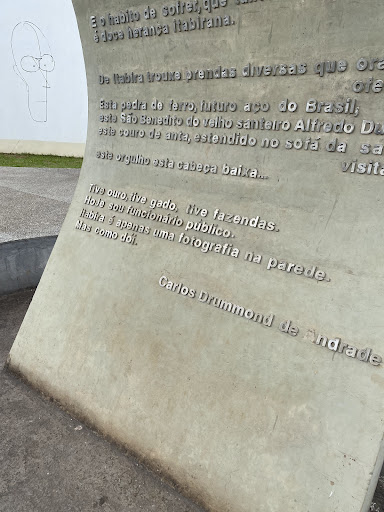 E o hábito de sofrer, que
é doce herança itabirana.
De Itabira trouxe prendas diversas que ora
ofe
Esta pedra de ferro, futuro aço do Brasil,
este São Benedito do velho santeiro Alfredo Du
este couro de anta, estendido no sofá da sa
visita
este orgulho esta cabeça baixa...
Tive ouro, tive gado, tive fazendas.
Hoje sou funcionário público.
Itabira é apenas uma fotografia na parede.
Mas como dói.
Carlos Drummond de Andrade